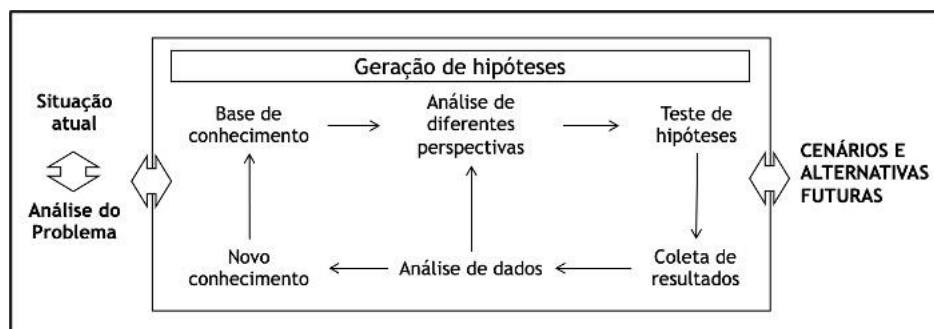 Geração de hipóteses
Situação
atual
Análise do
Problema
Base de
conhecimento
Análise de
diferentes
perspectivas
Teste de
hipóteses
Novo
conhecimento
Análise de dados
Coleta de
resultados
CENÁRIOS E
ALTERNATIVAS
FUTURAS